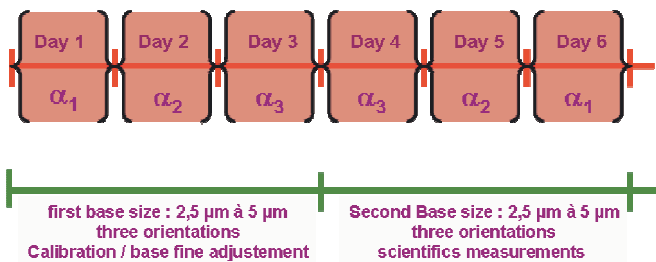 Day 1 Day 2 Day 3 Day 4 Day 5 Day 6
α1 α2 α3 α3 α2 α1
first base size : 2,5 µm à 5 µm
three orientations
Calibration / base fine adjustement
Second Base size : 2,5 µm à 5 µm
three orientations
scientifics measurements